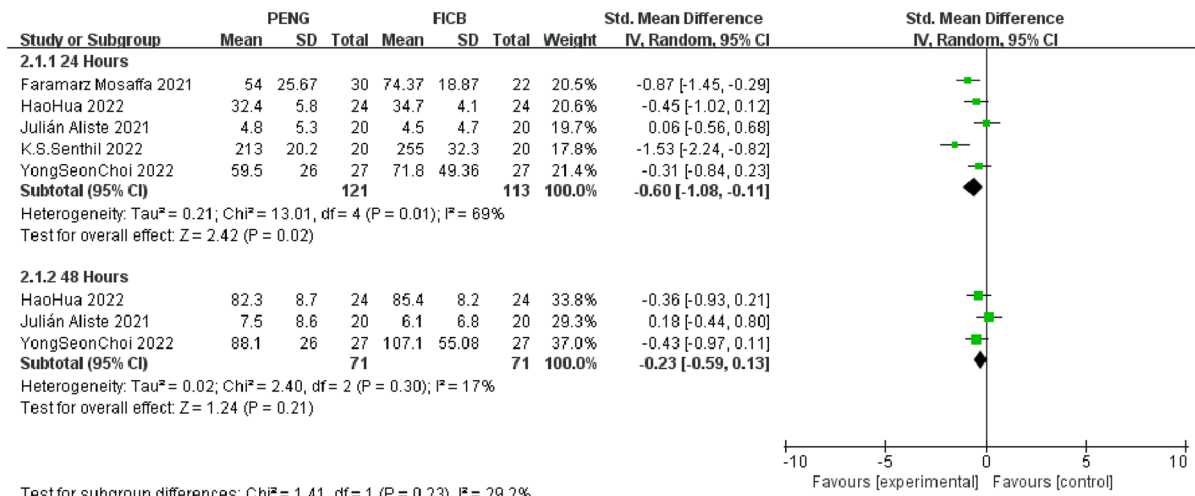 PENG FICB Std. Mean Difference Std. Mean Difference
Study or Subgroup Mean SD Total Mean SD Total Weight IV, Random, 95% CI IV, Random, 95% CI
2.1.1 24 Hours
Faramarz Mosaffa 2021 54 25.67 30 74.37 18.87 22 20.5% -0.87 [-1.45, -0.29]
HaoHua 2022 32.4 5.8 24 34.7 4.1 24 20.6% -0.45 [-1.02, 0.12]
Julián Aliste 2021 4.8 5.3 20 4.5 4.7 20 19.7% 0.06 [-0.56, 0.68]
K.S.Senthil 2022 213 20.2 20 255 32.3 20 17.8% -1.53 [-2.24, -0.82]
YongSeonChoi 2022 59.5 26 27 71.8 49.36 27 21.4% -0.31 [-0.84, 0.23]
Subtotal (95% CI) 121 113 100.0% -0.60 [-1.08, -0.11]
Heterogeneity: Tau² = 0.21; Chi² = 13.01, df = 4 (P = 0.01); I² = 69%
Test for overall effect: Z = 2.42 (P = 0.02)
2.1.2 48 Hours
HaoHua 2022 82.3 8.7 24 85.4 8.2 24 33.8% -0.36 [-0.93, 0.21]
Julián Aliste 2021 7.5 8.6 20 6.1 6.8 20 29.3% 0.18 [-0.44, 0.80]
YongSeonChoi 2022 88.1 26 27 107.1 55.08 27 37.0% -0.43 [-0.97, 0.11]
Subtotal (95% CI) 71 71 100.0% -0.23 [-0.59, 0.13]
Heterogeneity: Tau² = 0.02; Chi² = 2.40, df = 2 (P = 0.30); I² = 17%
Test for overall effect: Z = 1.24 (P = 0.21)
-10 -5 0 5 10
Favours [experimental] Favours [control]
Test for subgroup differences: Chi² = 1.41, df = 1 (P = 0.23), I² = 29.2%